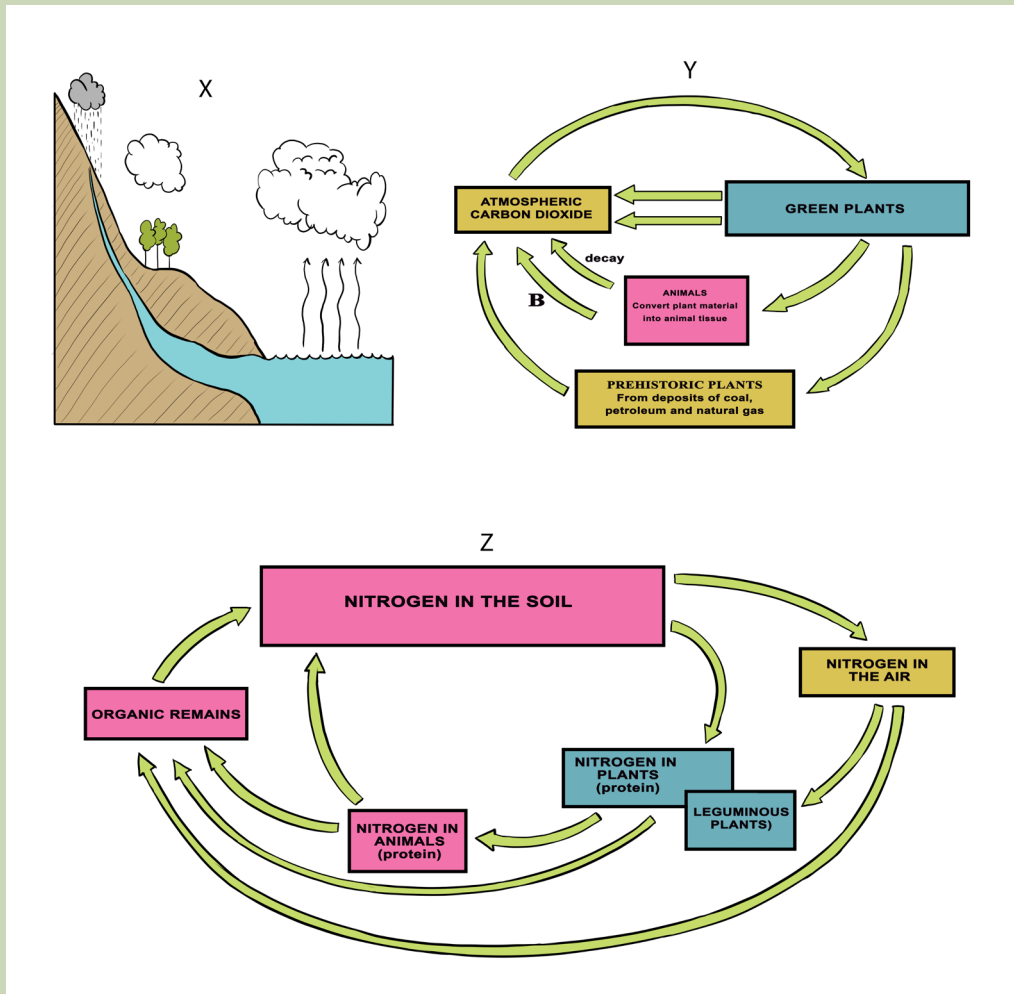 X
Y
ATMOSPHERIC
CARBON DIOXIDE
GREEN PLANTS
decay
B
ANIMALS
Convert plant material
into animal tissue
PREHISTORIC PLANTS
From deposits of coal,
petroleum and natural gas
Z
NITROGEN IN THE SOIL
NITROGEN IN
THE AIR
ORGANIC REMAINS
NITROGEN IN
PLANTS
(protein)
LEGUMINOUS
PLANTS)
NITROGEN IN
ANIMALS
(protein)